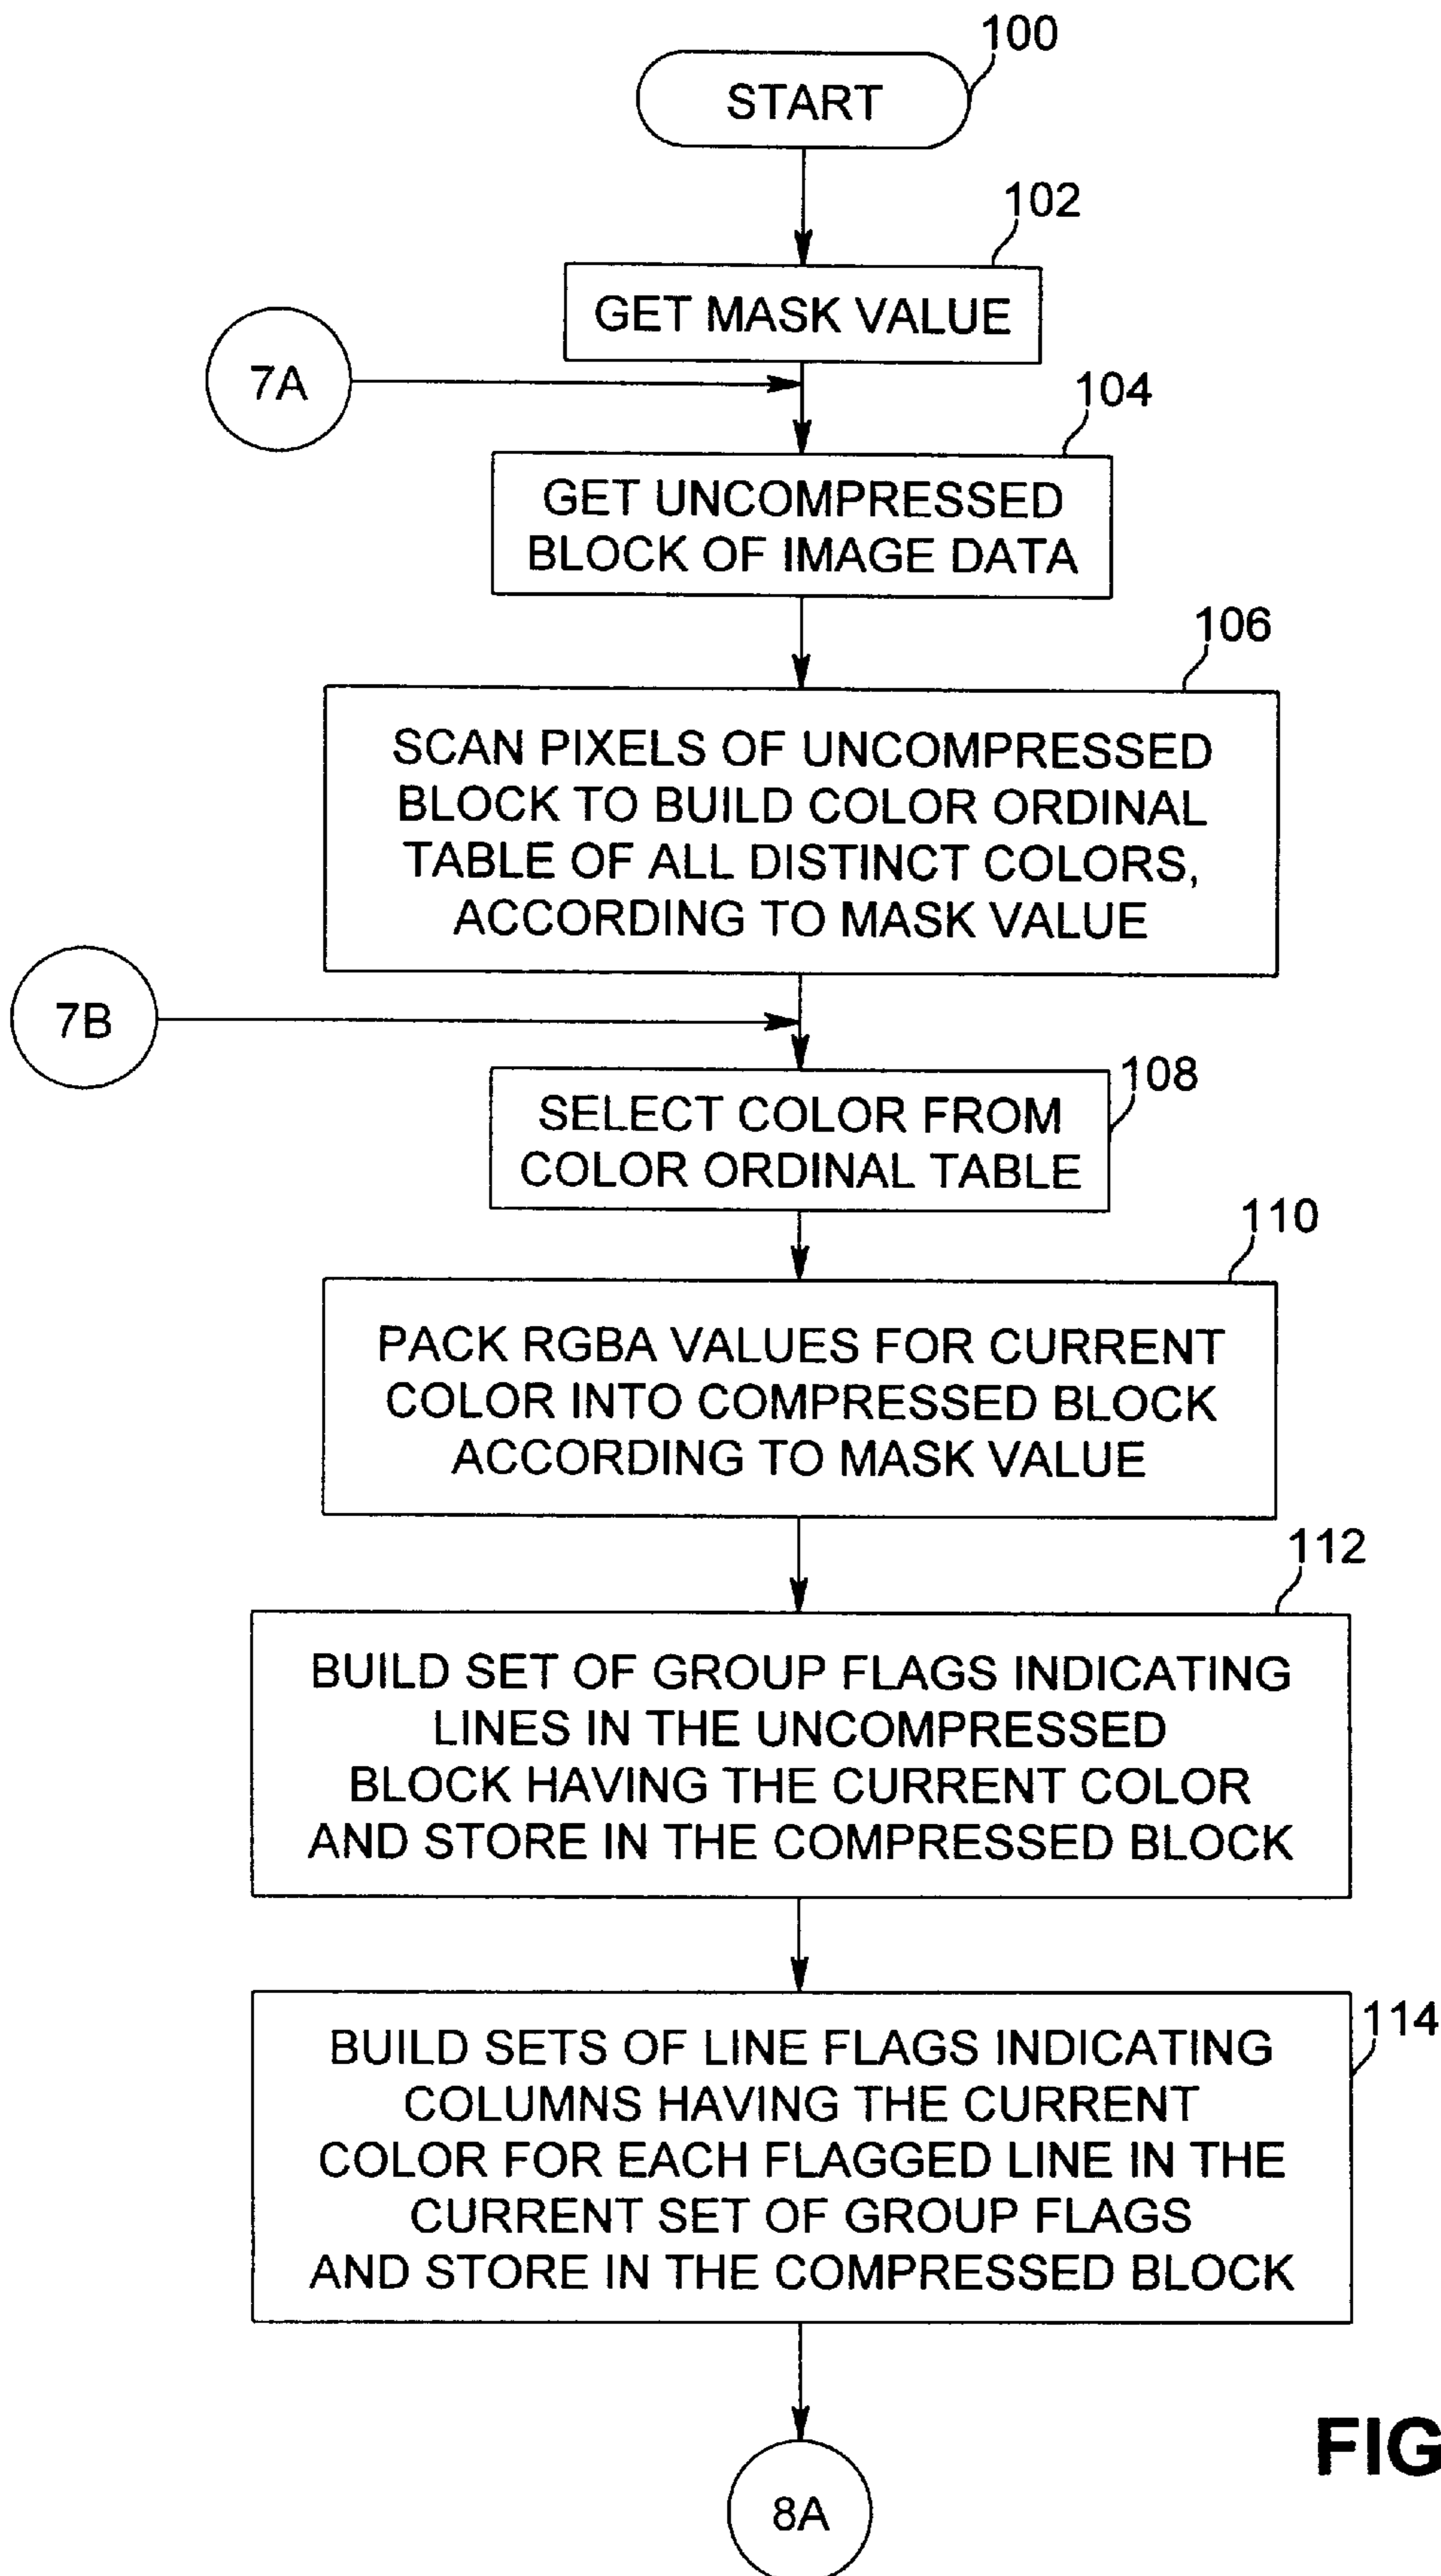 100
START
102
GET MASK VALUE
7A
104
GET UNCOMPRESSED
BLOCK OF IMAGE DATA
106
SCAN PIXELS OF UNCOMPRESSED
BLOCK TO BUILD COLOR ORDINAL
TABLE OF ALL DISTINCT COLORS,
ACCORDING TO MASK VALUE
7B
108
SELECT COLOR FROM
COLOR ORDINAL TABLE
110
PACK RGBA VALUES FOR CURRENT
COLOR INTO COMPRESSED BLOCK
ACCORDING TO MASK VALUE
112
BUILD SET OF GROUP FLAGS INDICATING
LINES IN THE UNCOMPRESSED
BLOCK HAVING THE CURRENT COLOR
AND STORE IN THE COMPRESSED BLOCK
114
BUILD SETS OF LINE FLAGS INDICATING
COLUMNS HAVING THE CURRENT
COLOR FOR EACH FLAGGED LINE IN THE
CURRENT SET OF GROUP FLAGS
AND STORE IN THE COMPRESSED BLOCK
FIG
8A